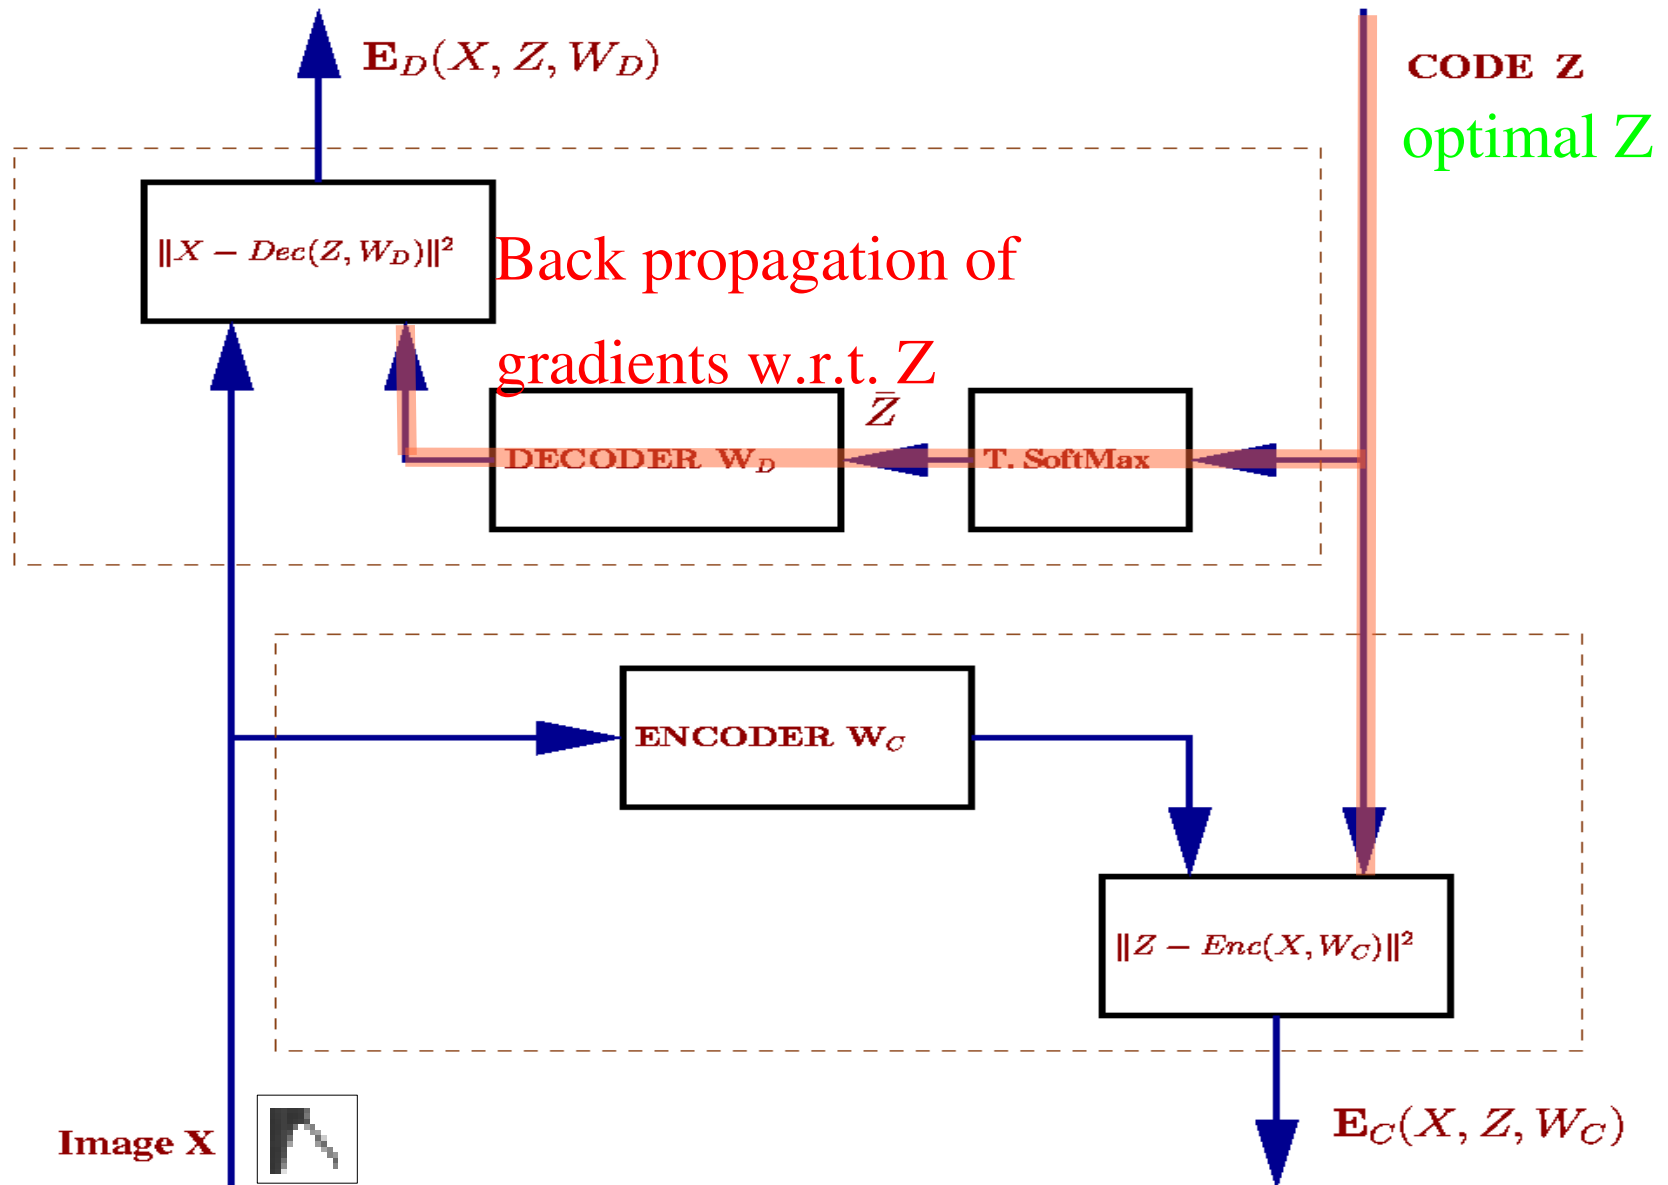 E_D(X, Z, W_D)
CODE Z
optimal Z
‖X − Dec(Z, W_D)‖²
Back propagation of
gradients w.r.t. Z
Z̄
DECODER W_D
T. SoftMax
ENCODER W_C
‖Z − Enc(X, W_C)‖²
Image X
E_C(X, Z, W_C)